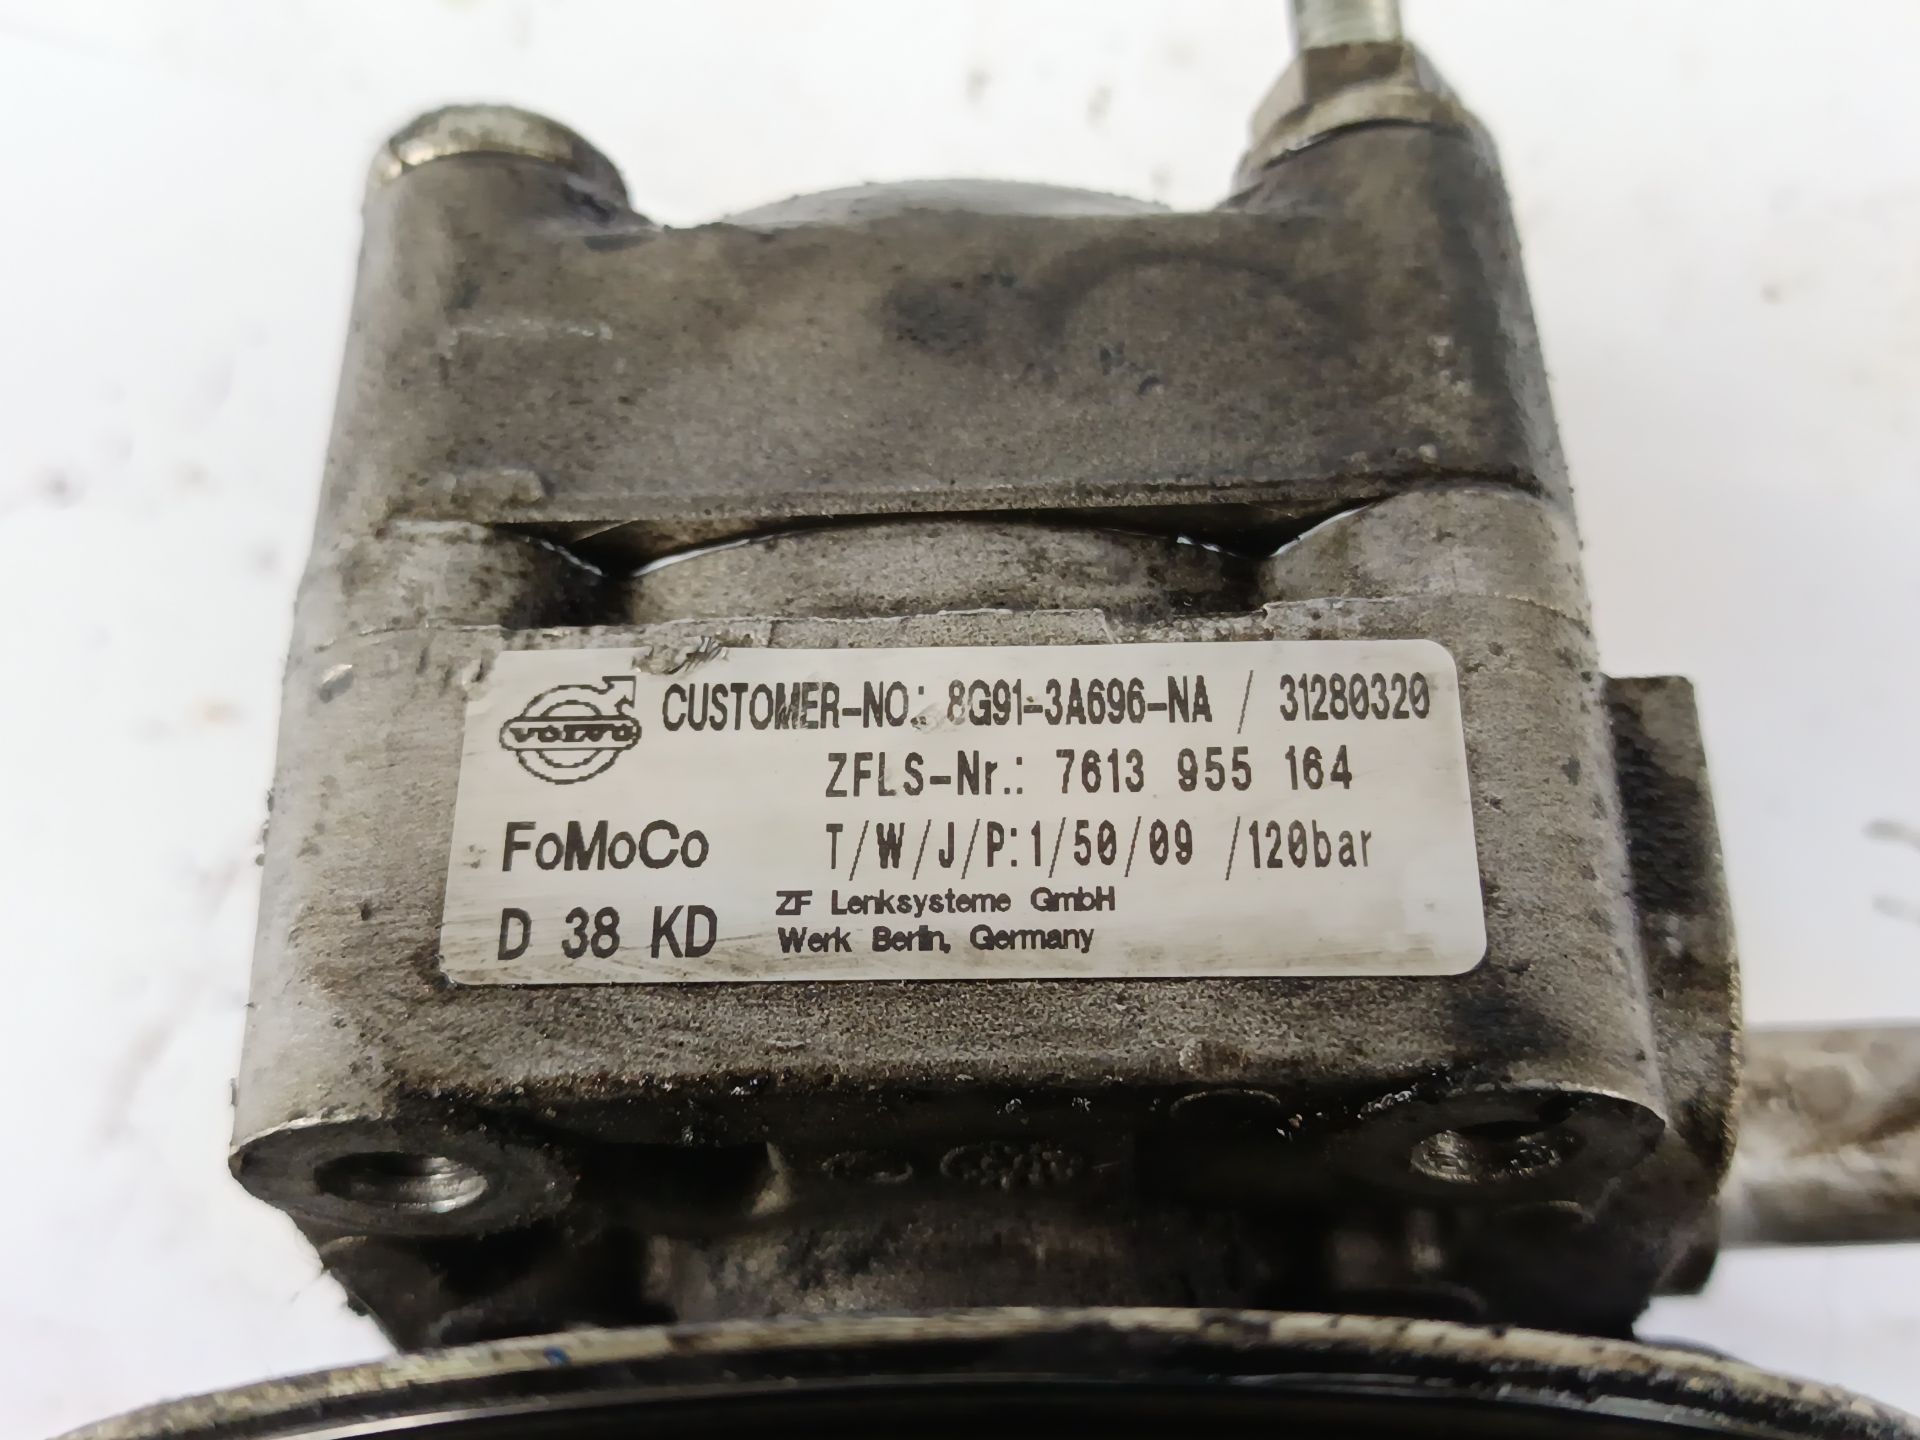 VOLVO
CUSTOMER-NO.: 8G91-3A696-NA / 31280320
ZFLS-Nr.: 7613 955 164
FoMoCo T/W/J/P:1/50/09 /120bar
D 38 KD
ZF Lenksysteme GmbH
Werk Berlin, Germany